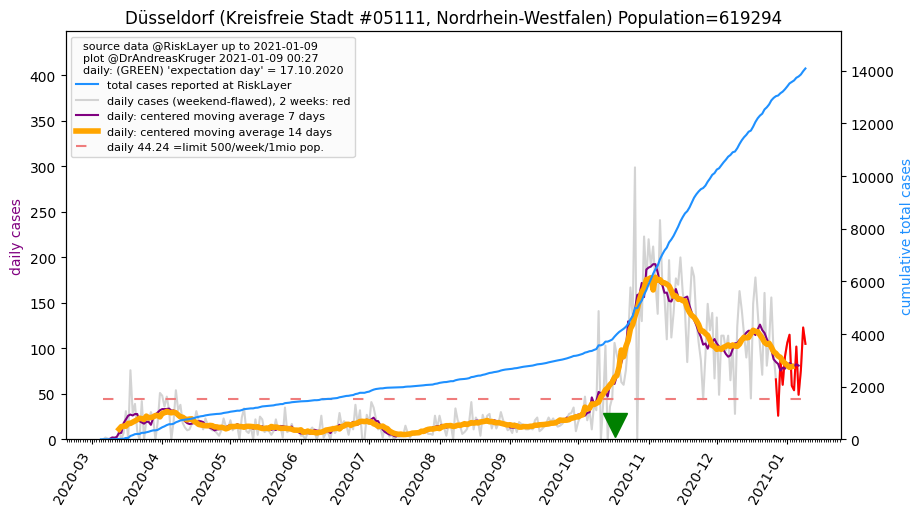 Düsseldorf (Kreisfreie Stadt #05111, Nordrhein-Westfalen) Population=619294
source data @RiskLayer up to 2021-01-09
plot @DrAndreasKruger 2021-01-09 00:27
daily: (GREEN) 'expectation day' = 17.10.2020
total cases reported at RiskLayer
daily cases (weekend-flawed), 2 weeks: red
daily: centered moving average 7 days
daily: centered moving average 14 days
daily 44.24 =limit 500/week/1mio pop.
daily cases
400
350
300
250
200
150
100
50
0
14000
12000
10000
8000
6000
4000
2000
0
cumulative total cases
2020-03
2020-04
2020-05
2020-06
2020-07
2020-08
2020-09
2020-10
2020-11
2020-12
2021-01